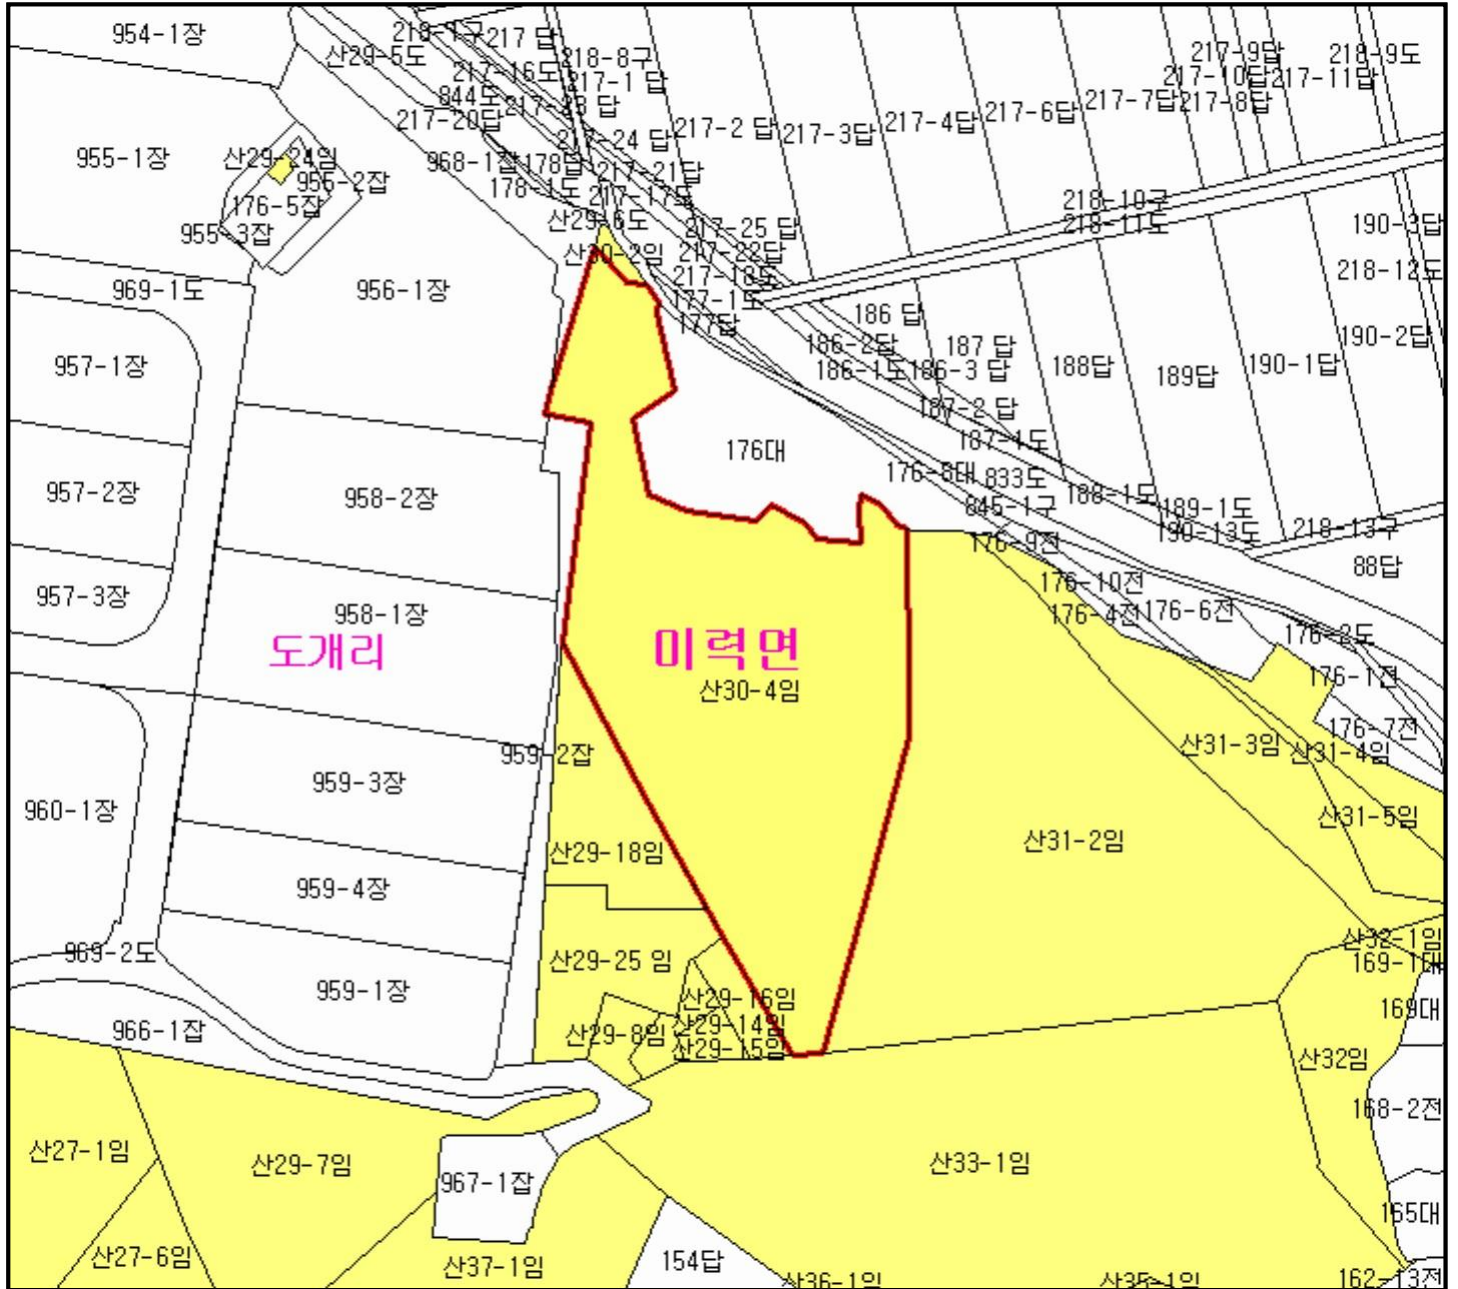 954-1장
218-1구
217 답
218-8구
217-9답
218-9도
산29-5도
217-16도
217-1 답
217-10답
217-11답
844도
217-23 답
217-7답
217-8답
217-20답
217-24 답
217-2 답
217-3답
217-4답
217-6답
955-1장
산29-24임
956-2잡
968-1잡
178답
217-21답
178-1도
217-17도
176-5잡
218-10구
955-3잡
산29-6도
217-25 답
218-11도
190-3답
산30-2임
217-22답
969-1도
956-1장
217-18도
218-12도
177-1도
177답
186 답
190-2답
957-1장
186-2답
187 답
186-1도
186-3 답
188답
189답
190-1답
187-2 답
187-1도
176대
957-2장
958-2장
176-8대
833도
188-1도
845-1구
189-1도
190-13도
218-13구
176-9전
88답
957-3장
958-1장
176-10전
176-4전
176-6전
도개리
미력면
176-2도
산30-4임
176-1전
176-7전
959-2잡
산31-3임
산31-4임
960-1장
959-3장
산31-5임
산29-18임
산31-2임
959-4장
969-2도
산29-25 임
산32-1임
169-1대
959-1장
산29-16임
169대
966-1잡
산29-8임
산29-14임
산29-15임
산32임
168-2전
산27-1임
산29-7임
967-1잡
산33-1임
165대
산27-6임
산37-1임
154답
산36-1임
산35-1임
162-13전